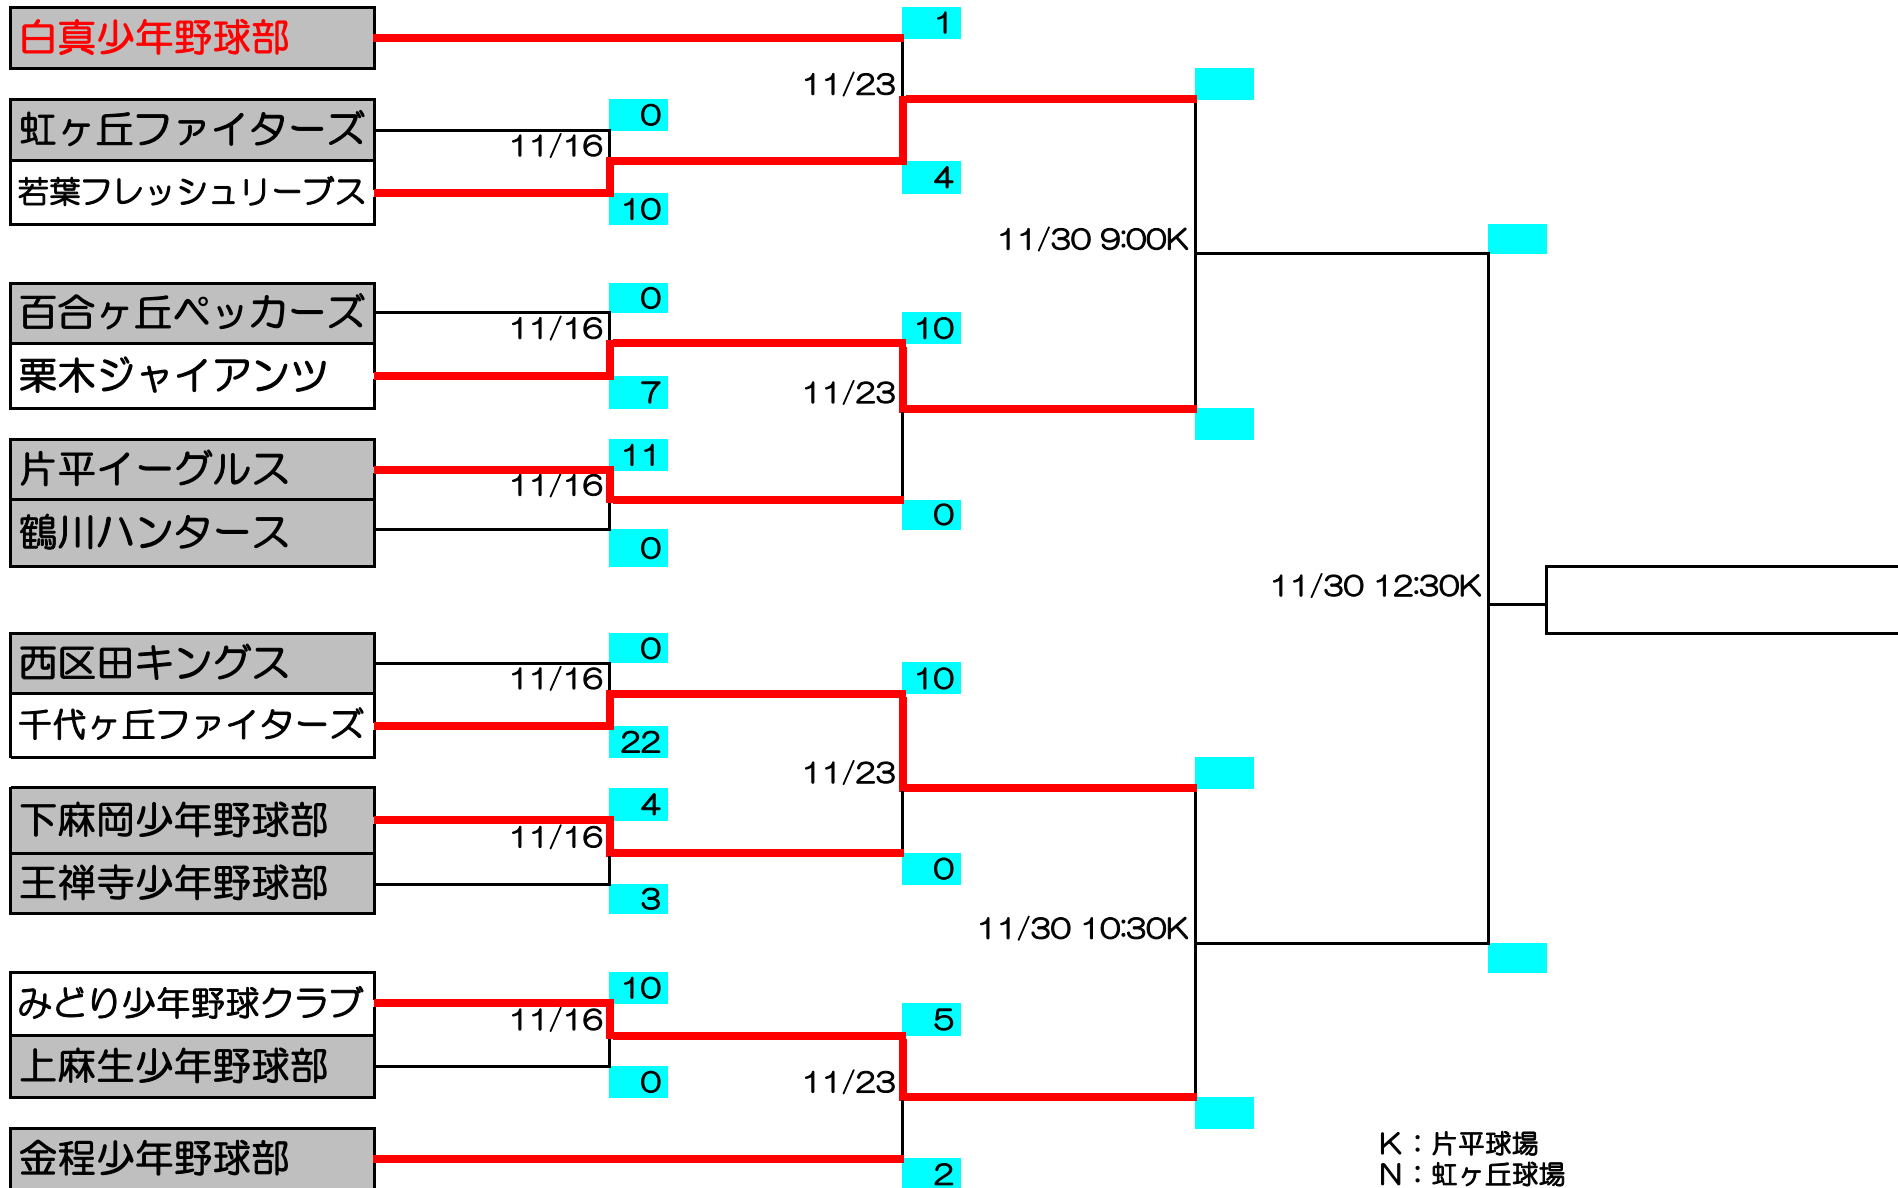 白真少年野球部
1
11/23
虹ヶ丘ファイターズ
0
11/16
若葉フレッシュリーブス
10
4
11/30 9:00K
百合ヶ丘ペッカーズ
0
11/16
栗木ジャイアンツ
7
10
11/23
片平イーグルス
11
11/16
鶴川ハンタース
0
0
11/30 12:30K
西区田キングス
0
11/16
千代ヶ丘ファイターズ
22
10
11/23
下麻岡少年野球部
4
11/16
王禅寺少年野球部
3
0
11/30 10:30K
みどり少年野球クラブ
10
11/16
上麻生少年野球部
0
5
11/23
金程少年野球部
2
K：片平球場
N：虹ヶ丘球場